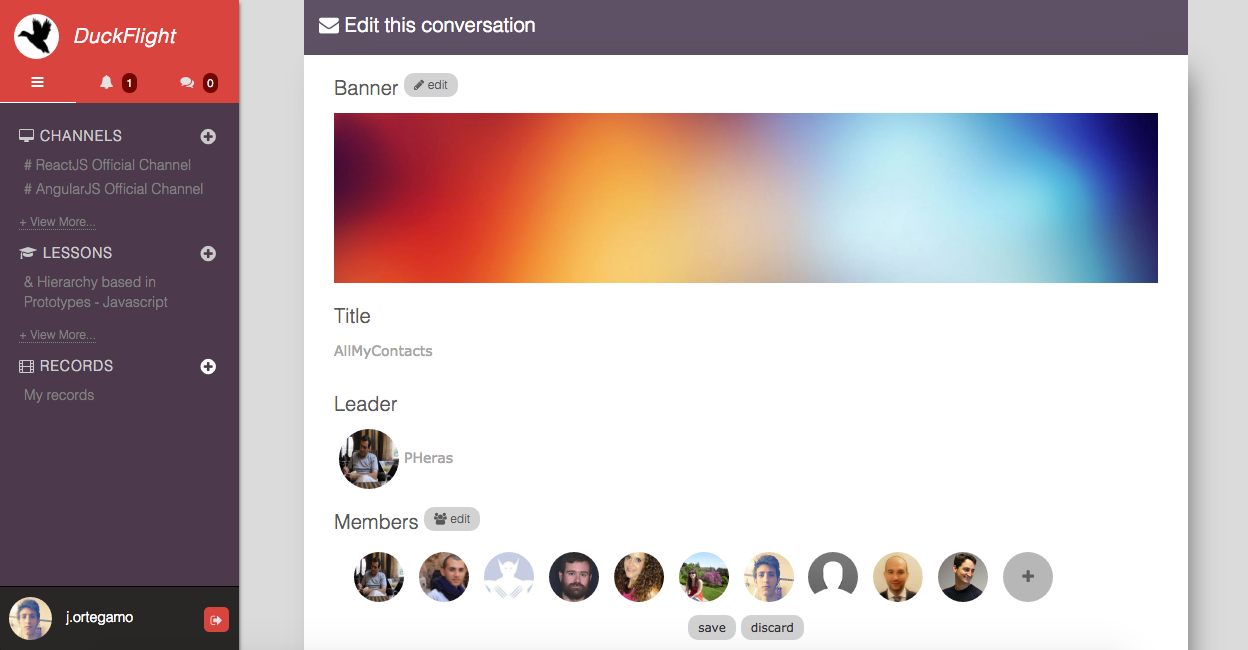 DuckFlight
1
0
CHANNELS
# ReactJS Official Channel
# AngularJS Official Channel
+ View More...
LESSONS
& Hierarchy based in
Prototypes - Javascript
+ View More...
RECORDS
My records
j.ortegamo
Edit this conversation
Banner edit
Title
AllMyContacts
Leader
PHeras
Members edit
save discard